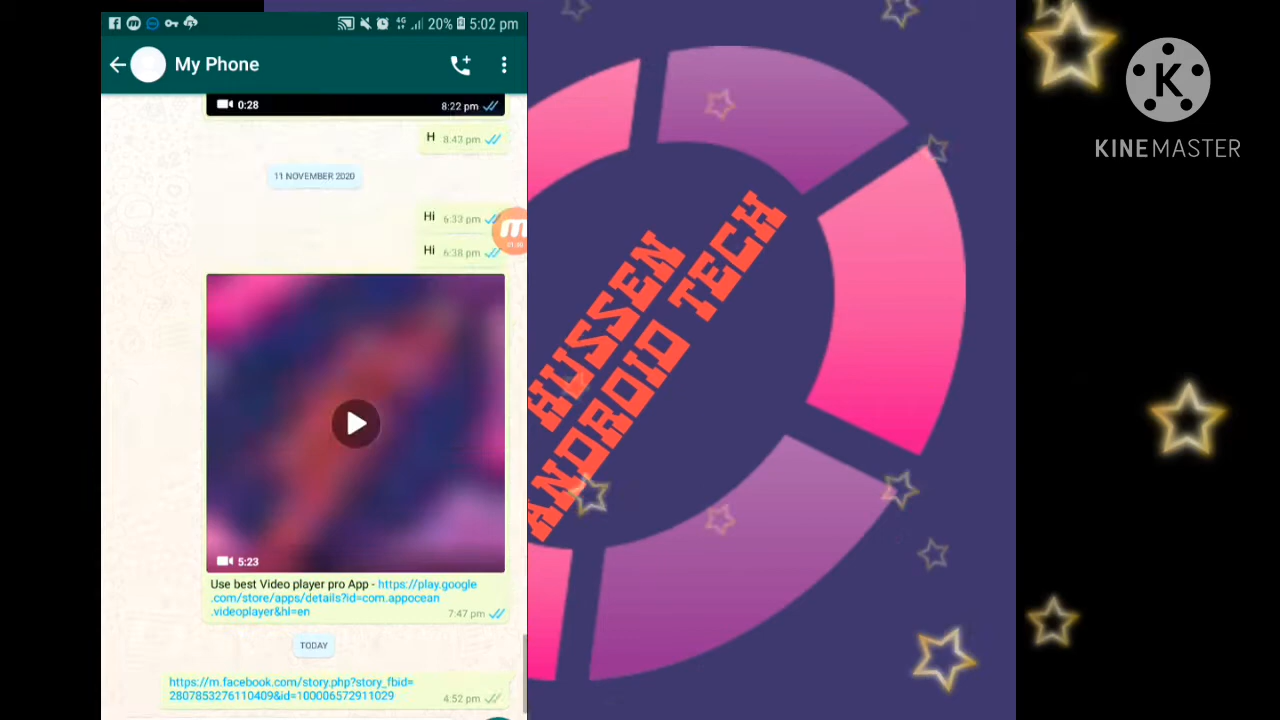 20% 5:02 pm
My Phone
0:28 8:22 pm
H 8:43 pm
11 NOVEMBER 2020
Hi 6:33 pm
Hi 6:38 pm
5:23
Use best Video player pro App - https://play.google
.com/store/apps/details?id=com.appocean
.videoplayer&hl=en
7:47 pm
TODAY
https://m.facebook.com/story.php?story_fbid=
2807853276110409&id=100006572911029
4:52 pm
HUSSEN
ANDROID TECH
K
KINEMASTER